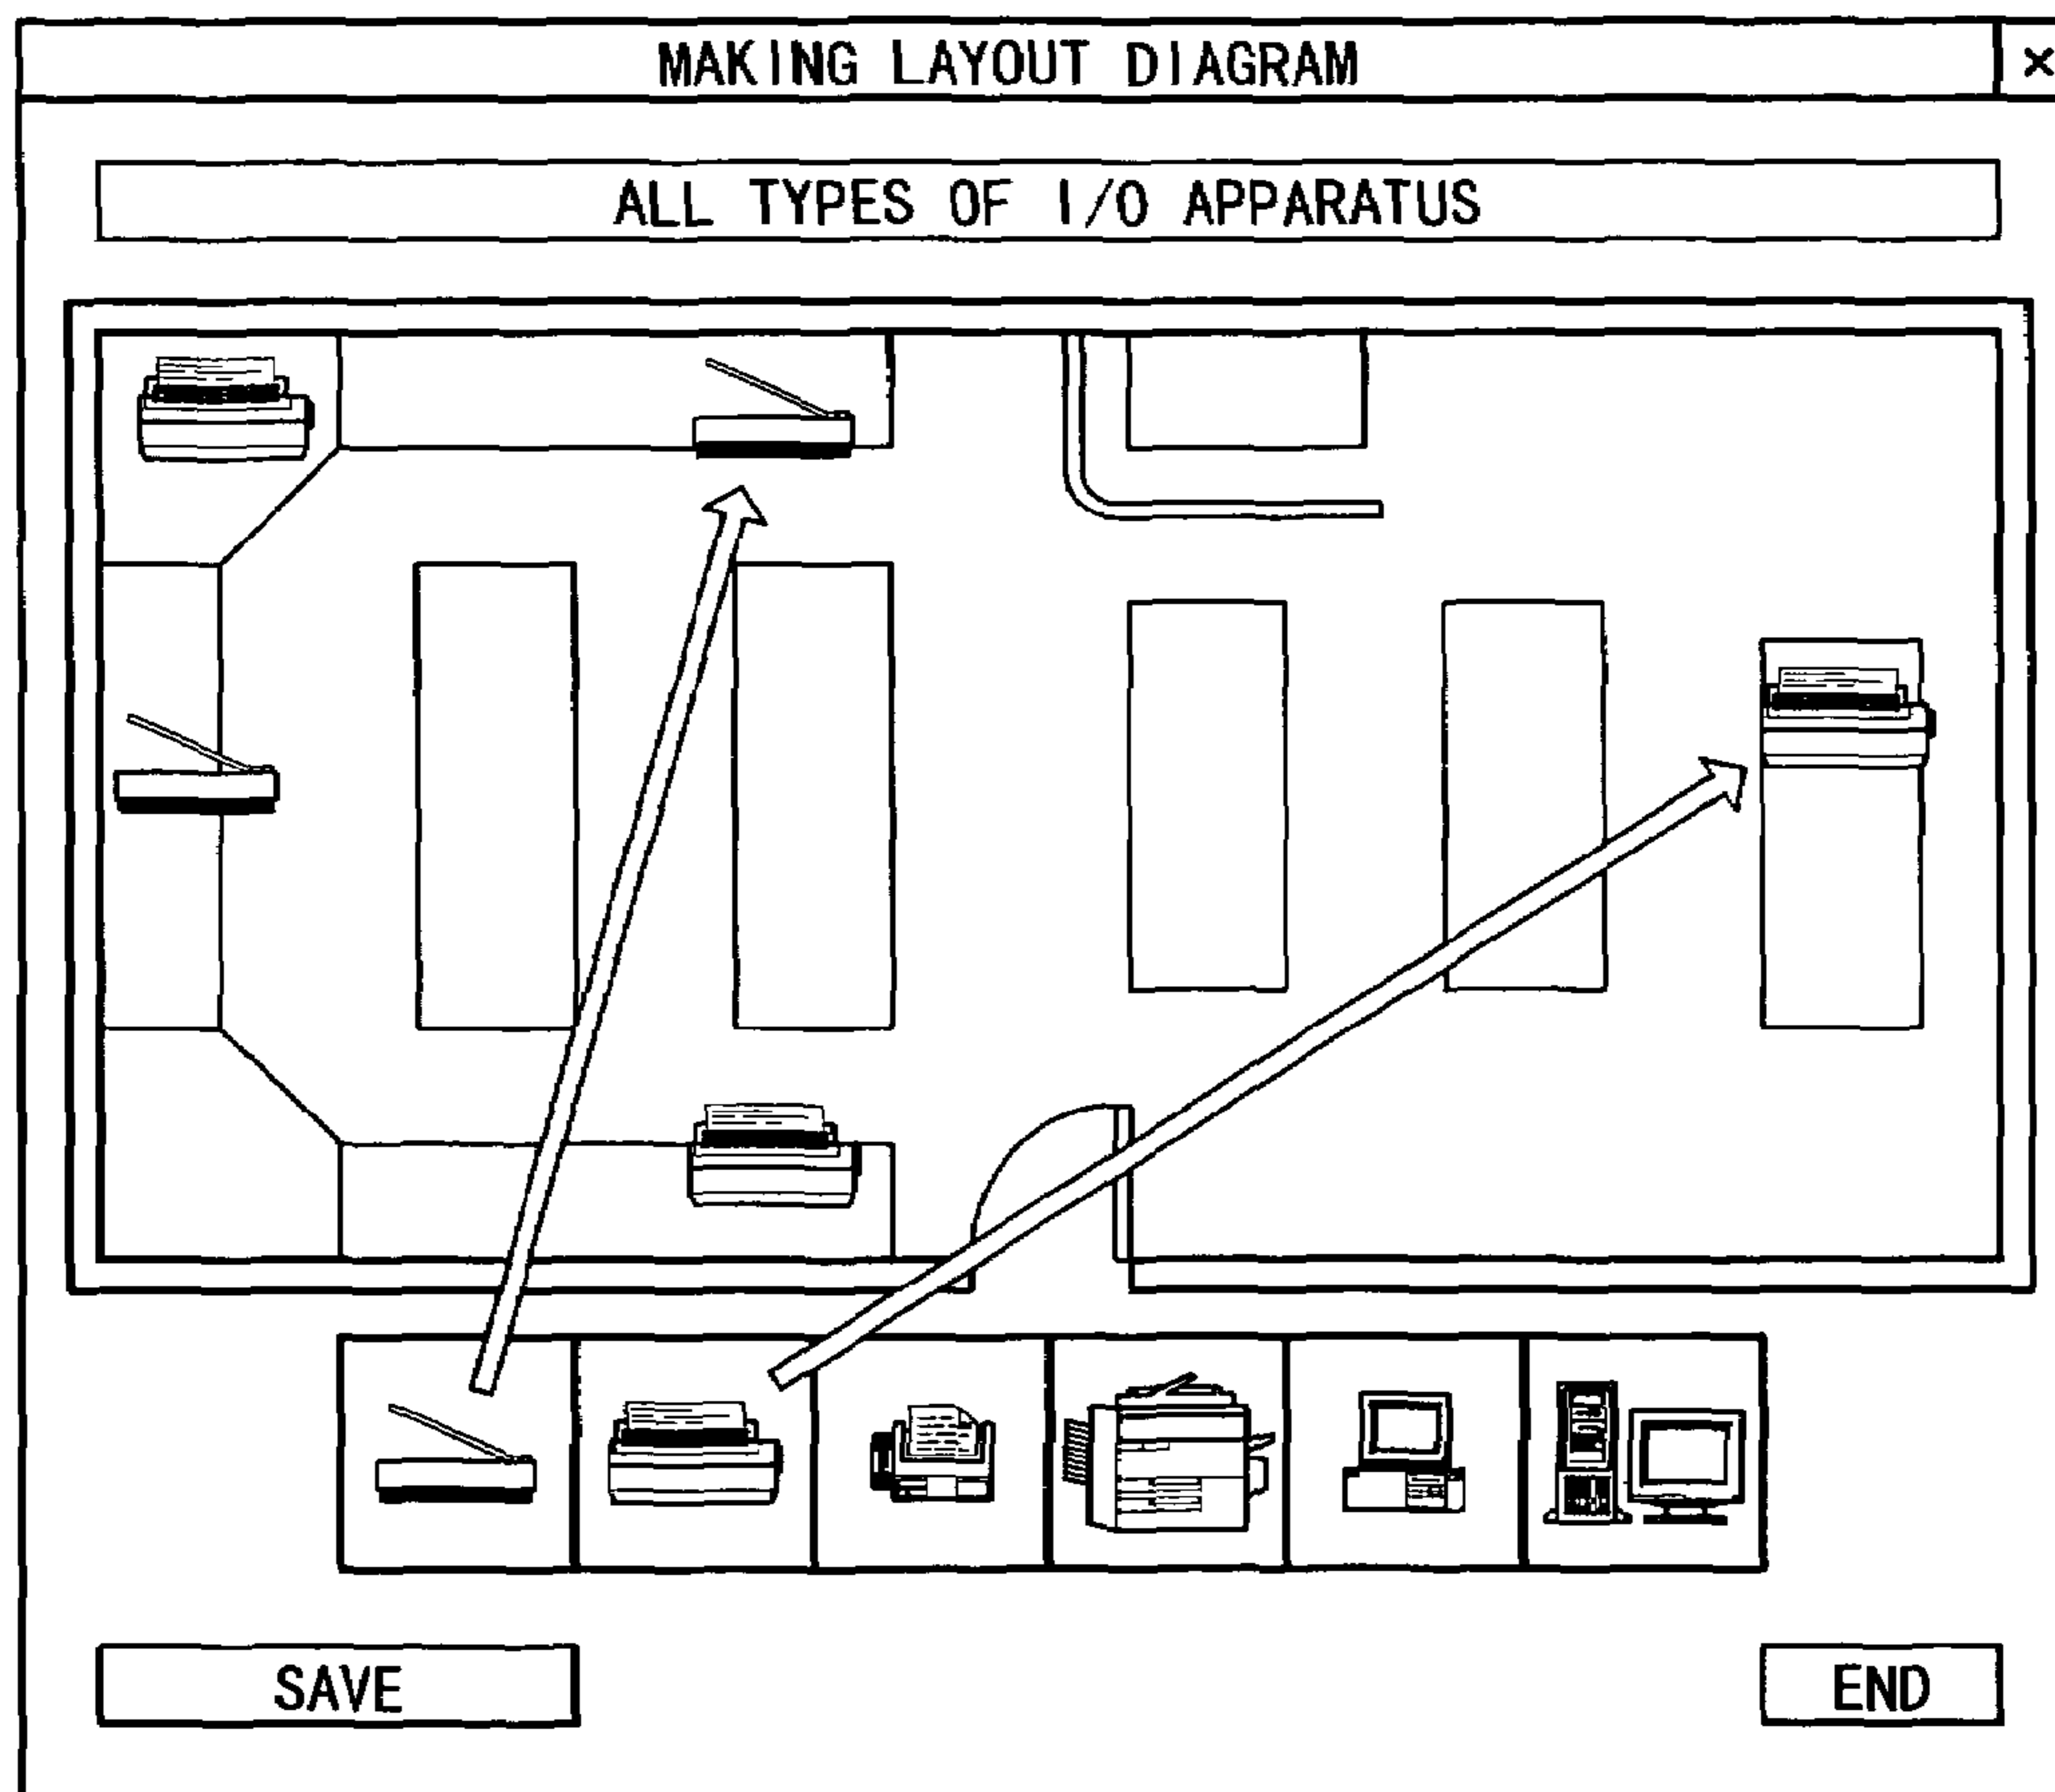 MAKING LAYOUT DIAGRAM ×
ALL TYPES OF I/O APPARATUS
SAVE
END